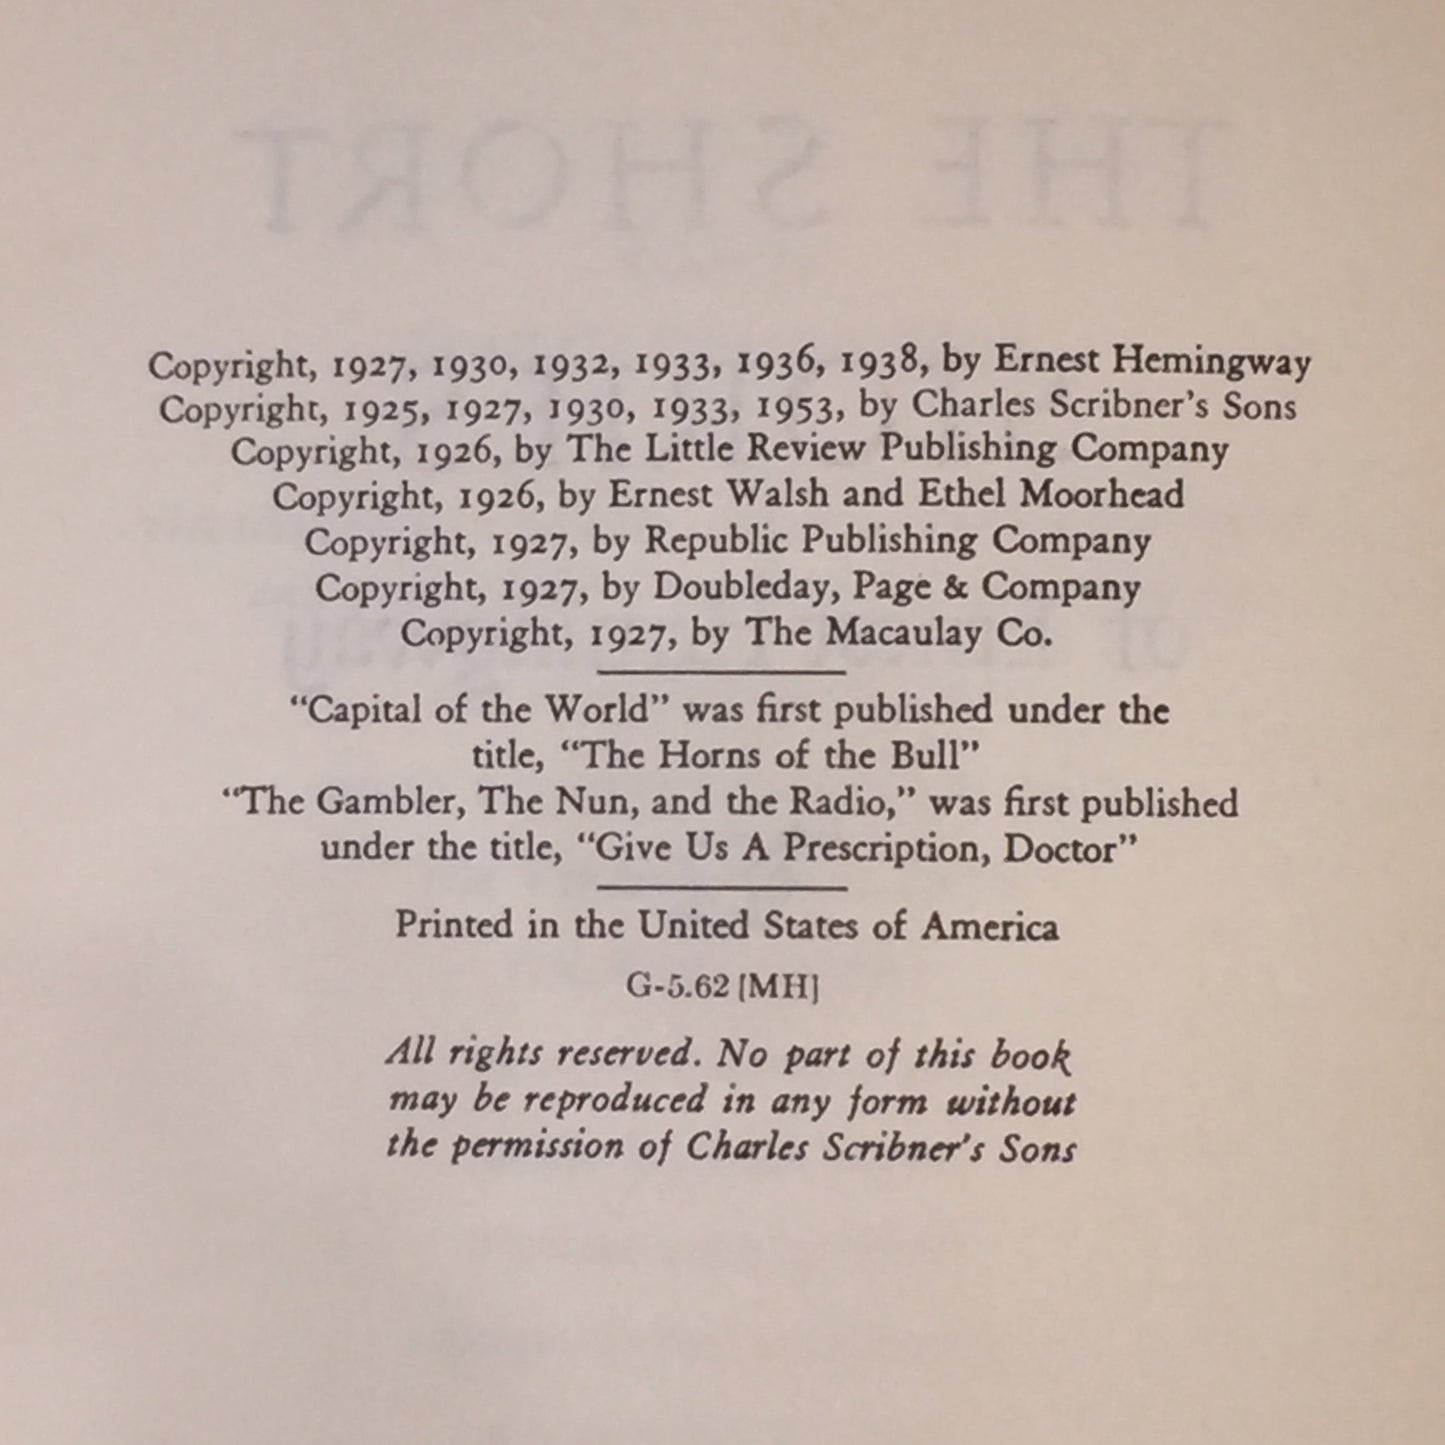 THE SHORT
Copyright, 1927, 1930, 1932, 1933, 1936, 1938, by Ernest Hemingway
Copyright, 1925, 1927, 1930, 1933, 1953, by Charles Scribner's Sons
Copyright, 1926, by The Little Review Publishing Company
Copyright, 1926, by Ernest Walsh and Ethel Moorhead
Copyright, 1927, by Republic Publishing Company
Copyright, 1927, by Doubleday, Page & Company
Copyright, 1927, by The Macaulay Co.
“Capital of the World” was first published under the
title, “The Horns of the Bull”
“The Gambler, The Nun, and the Radio,” was first published
under the title, “Give Us A Prescription, Doctor”
Printed in the United States of America
G-5.62 [MH]
All rights reserved. No part of this book
may be reproduced in any form without
the permission of Charles Scribner's Sons